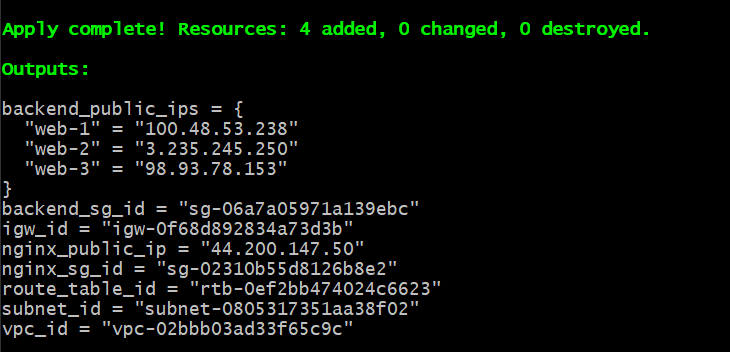 Apply complete! Resources: 4 added, 0 changed, 0 destroyed.
Outputs:
backend_public_ips = {
  "web-1" = "100.48.53.238"
  "web-2" = "3.235.245.250"
  "web-3" = "98.93.78.153"
}
backend_sg_id = "sg-06a7a05971a139ebc"
igw_id = "igw-0f68d892834a73d3b"
nginx_public_ip = "44.200.147.50"
nginx_sg_id = "sg-02310b55d8126b8e2"
route_table_id = "rtb-0ef2bb474024c6623"
subnet_id = "subnet-0805317351aa38f02"
vpc_id = "vpc-02bbb03ad33f65c9c"